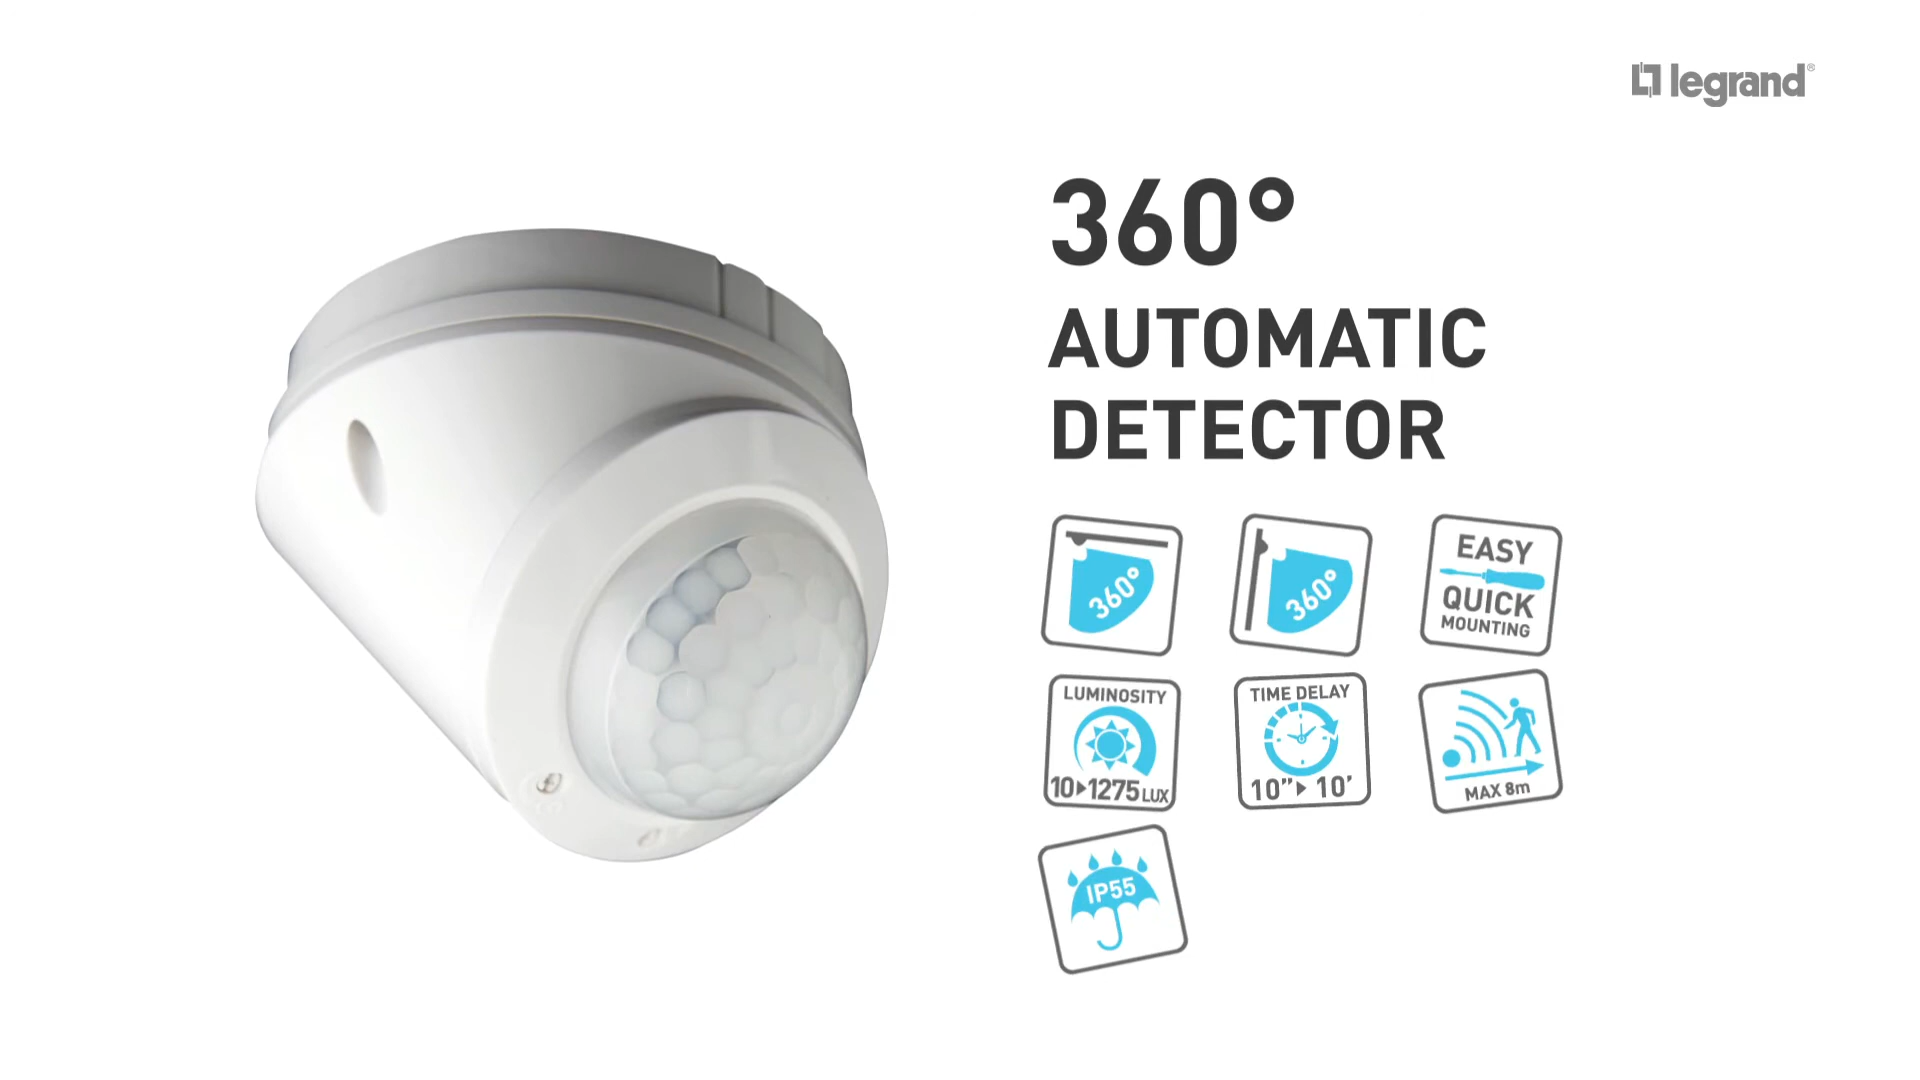 legrand®
360°
AUTOMATIC
DETECTOR
360°
360°
EASY
QUICK
MOUNTING
LUMINOSITY
10▶1275 LUX
TIME DELAY
10”▶ 10’
MAX 8m
IP55